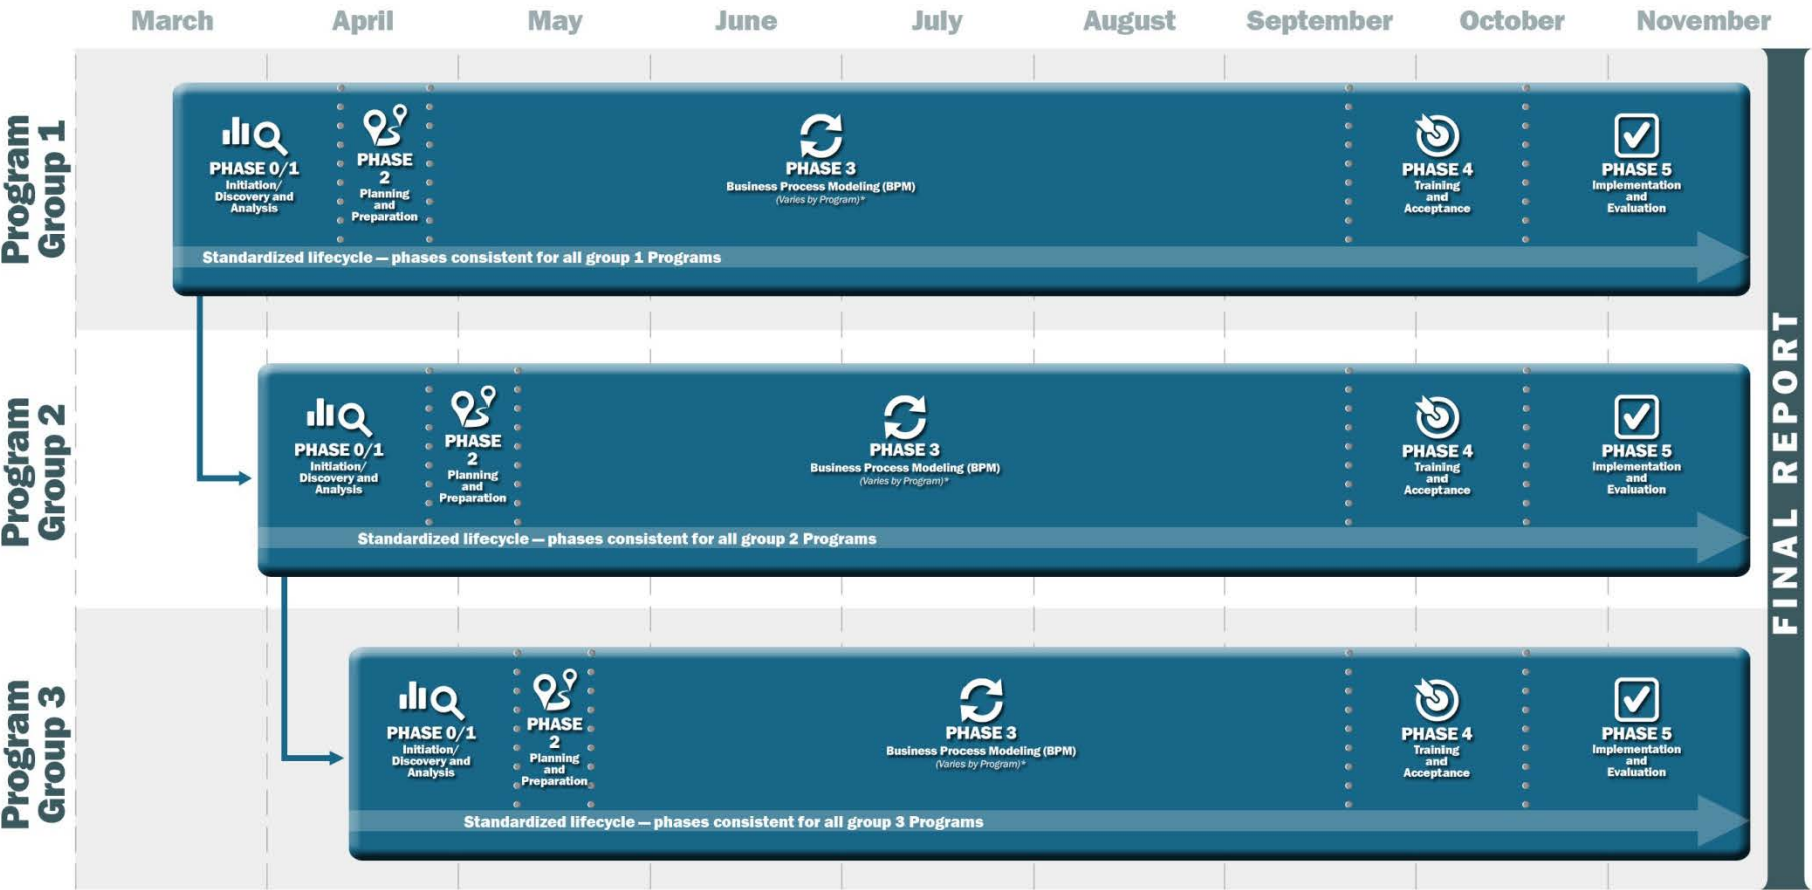 March April May June July August September October November
Program
Group 1
PHASE 0/1
Initiation/
Discovery and
Analysis
PHASE
2
Planning
and
Preparation
PHASE 3
Business Process Modeling (BPM)
(Varies by Program)*
PHASE 4
Training
and
Acceptance
PHASE 5
Implementation
and
Evaluation
Standardized lifecycle — phases consistent for all group 1 Programs
Program
Group 2
PHASE 0/1
Initiation/
Discovery and
Analysis
PHASE
2
Planning
and
Preparation
PHASE 3
Business Process Modeling (BPM)
(Varies by Program)*
PHASE 4
Training
and
Acceptance
PHASE 5
Implementation
and
Evaluation
Standardized lifecycle — phases consistent for all group 2 Programs
Program
Group 3
PHASE 0/1
Initiation/
Discovery and
Analysis
PHASE
2
Planning
and
Preparation
PHASE 3
Business Process Modeling (BPM)
(Varies by Program)*
PHASE 4
Training
and
Acceptance
PHASE 5
Implementation
and
Evaluation
Standardized lifecycle — phases consistent for all group 3 Programs
FINAL REPORT